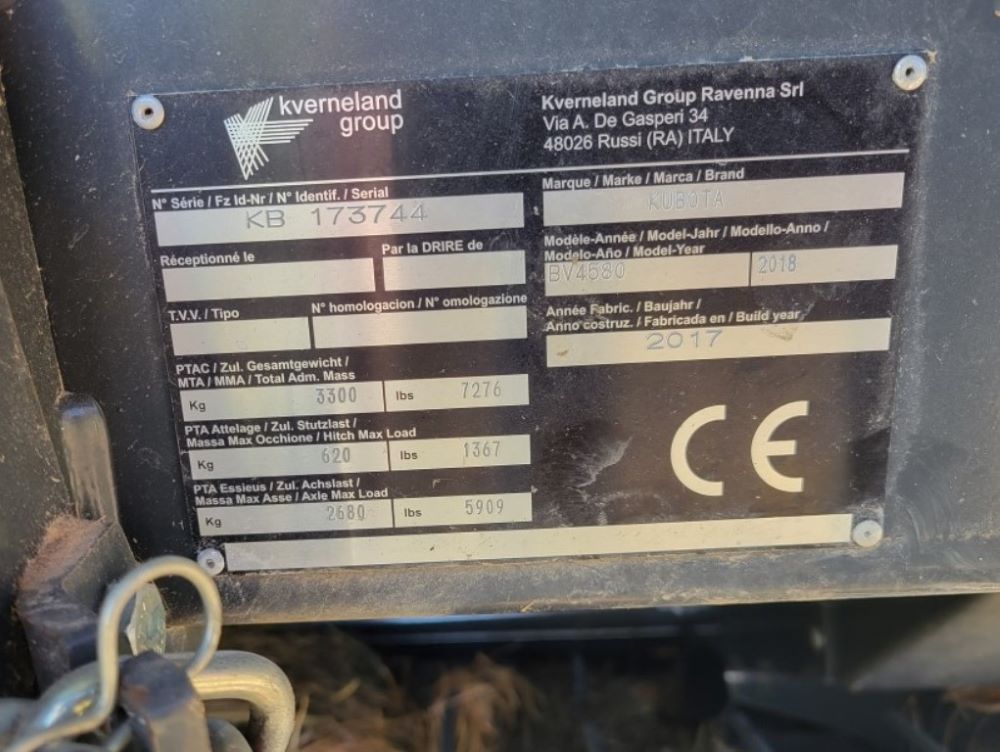 kverneland
group
Kverneland Group Ravenna Srl
Via A. De Gasperi 34
48026 Russi (RA) ITALY
N° Série / Fz Id-Nr / N° Identif. / Serial
KB 173744
Réceptionné le
Par la DRIRE de
T.V.V. / Tipo
N° homologacion / N° omologazione
PTAC / Zul. Gesamtgewicht /
MTA / MMA / Total Adm. Mass
Kg 3300 lbs 7276
PTA Attelage / Zul. Stutzlast /
Massa Max Occhione / Hitch Max Load
Kg 620 lbs 1367
PTA Essieus / Zul. Achslast /
Massa Max Asse / Axle Max Load
Kg 2680 lbs 5909
Marque / Marke / Marca / Brand
KUBOTA
Modèle-Année / Model-Jahr / Modello-Anno /
Modelo-Año / Model-Year
BV4580 2018
Année Fabric. / Baujahr /
Anno costruz. / Fabricada en / Build year
2017
CE